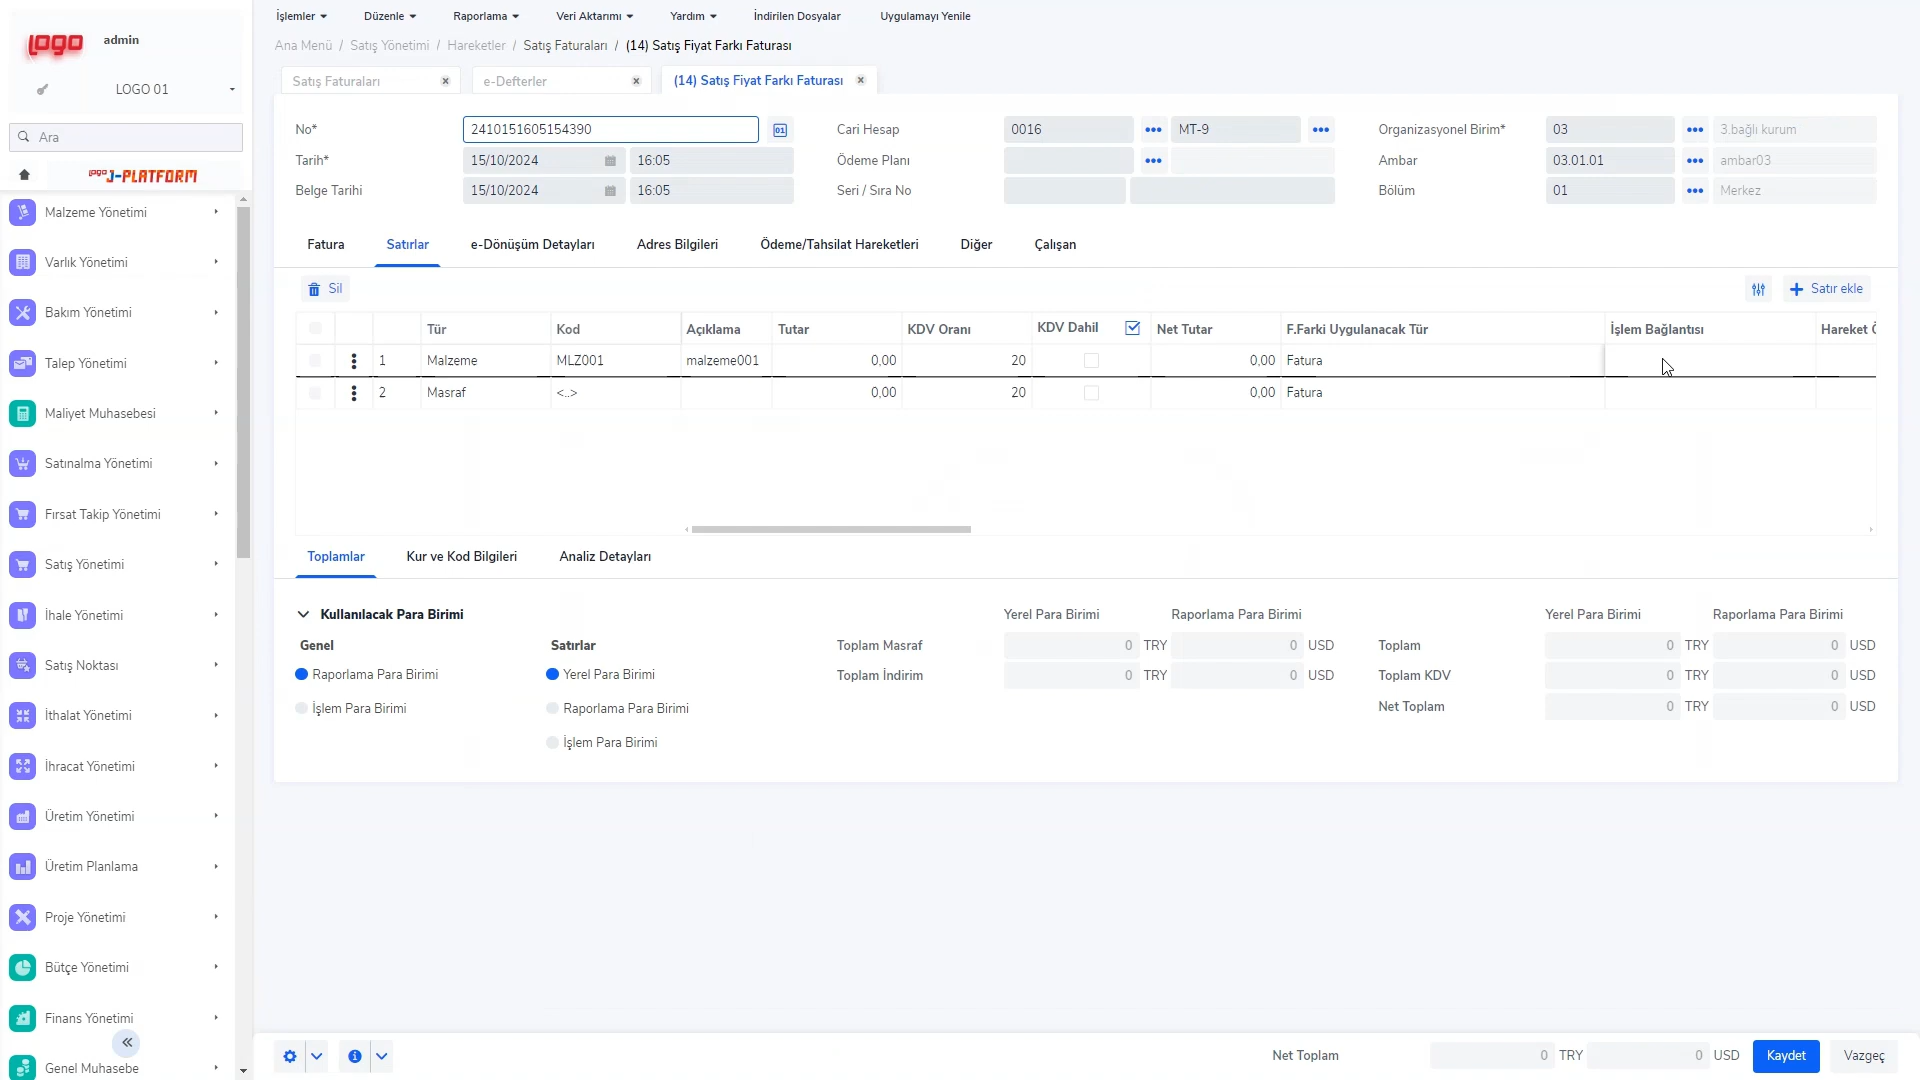 İşlemler Düzenle Raporlama Veri Aktarımı Yardım İndirilen Dosyalar Uygulamayı Yenile
logo admin
Ana Menü / Satış Yönetimi / Hareketler / Satış Faturaları / (14) Satış Fiyat Farkı Faturası
LOGO 01
Satış Faturaları e-Defterler (14) Satış Fiyat Farkı Faturası
Ara
logo J-PLATFORM
No* 2410151605154390 01 Cari Hesap 0016 MT-9 Organizasyonel Birim* 03 3.bağlı kurum
Tarih* 15/10/2024 16:05 Ödeme Planı Ambar 03.01.01 ambar03
Belge Tarihi 15/10/2024 16:05 Seri / Sıra No Bölüm 01 Merkez
Malzeme Yönetimi
Varlık Yönetimi
Bakım Yönetimi
Talep Yönetimi
Maliyet Muhasebesi
Satınalma Yönetimi
Fırsat Takip Yönetimi
Satış Yönetimi
İhale Yönetimi
Satış Noktası
İthalat Yönetimi
İhracat Yönetimi
Üretim Yönetimi
Üretim Planlama
Proje Yönetimi
Bütçe Yönetimi
Finans Yönetimi
Genel Muhasebe
Fatura Satırlar e-Dönüşüm Detayları Adres Bilgileri Ödeme/Tahsilat Hareketleri Diğer Çalışan
Sil Satır ekle
Tür Kod Açıklama Tutar KDV Oranı KDV Dahil Net Tutar F.Farki Uygulanacak Tür İşlem Bağlantısı Hareket
1 Malzeme MLZ001 malzeme001 0,00 20 0,00 Fatura
2 Masraf <..> 0,00 20 0,00 Fatura
Toplamlar Kur ve Kod Bilgileri Analiz Detayları
Kullanılacak Para Birimi Yerel Para Birimi Raporlama Para Birimi Yerel Para Birimi Raporlama Para Birimi
Genel Satırlar Toplam Masraf 0 TRY 0 USD Toplam 0 TRY 0 USD
Raporlama Para Birimi Yerel Para Birimi Toplam İndirim 0 TRY 0 USD Toplam KDV 0 TRY 0 USD
İşlem Para Birimi Raporlama Para Birimi Net Toplam 0 TRY 0 USD
İşlem Para Birimi
Net Toplam 0 TRY 0 USD Kaydet Vazgeç